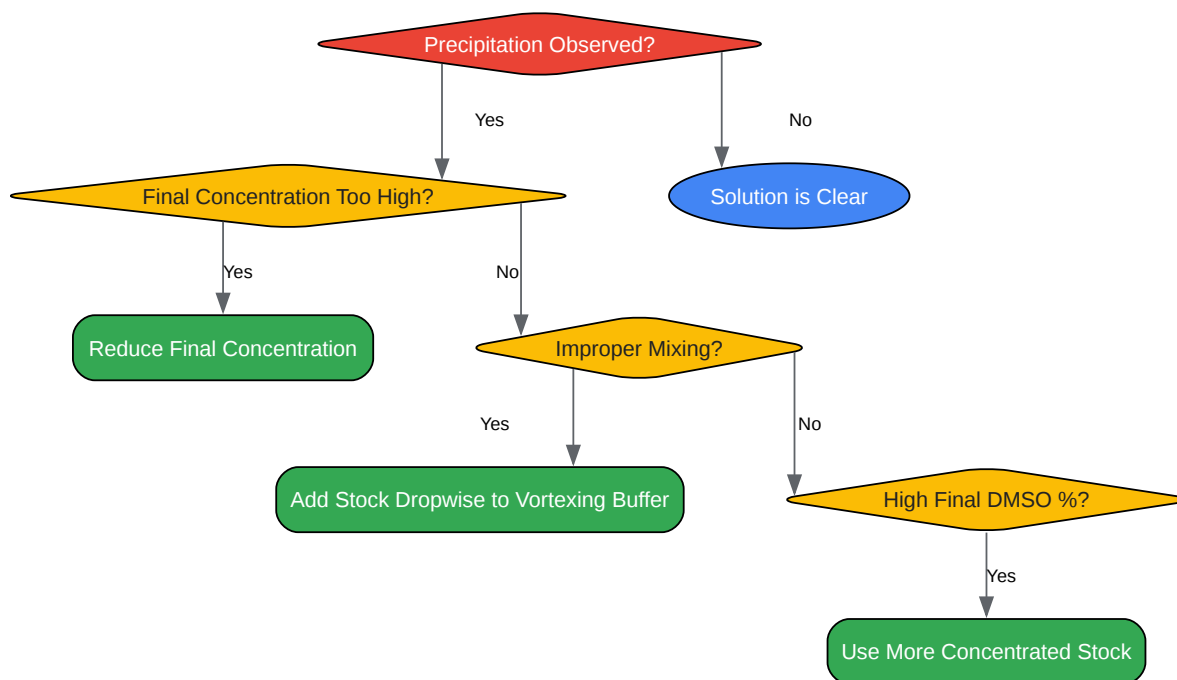 Precipitation Observed?
Yes
No
Final Concentration Too High?
Solution is Clear
Yes
No
Reduce Final Concentration
Improper Mixing?
Yes
No
Add Stock Dropwise to Vortexing Buffer
High Final DMSO %?
Yes
Use More Concentrated Stock